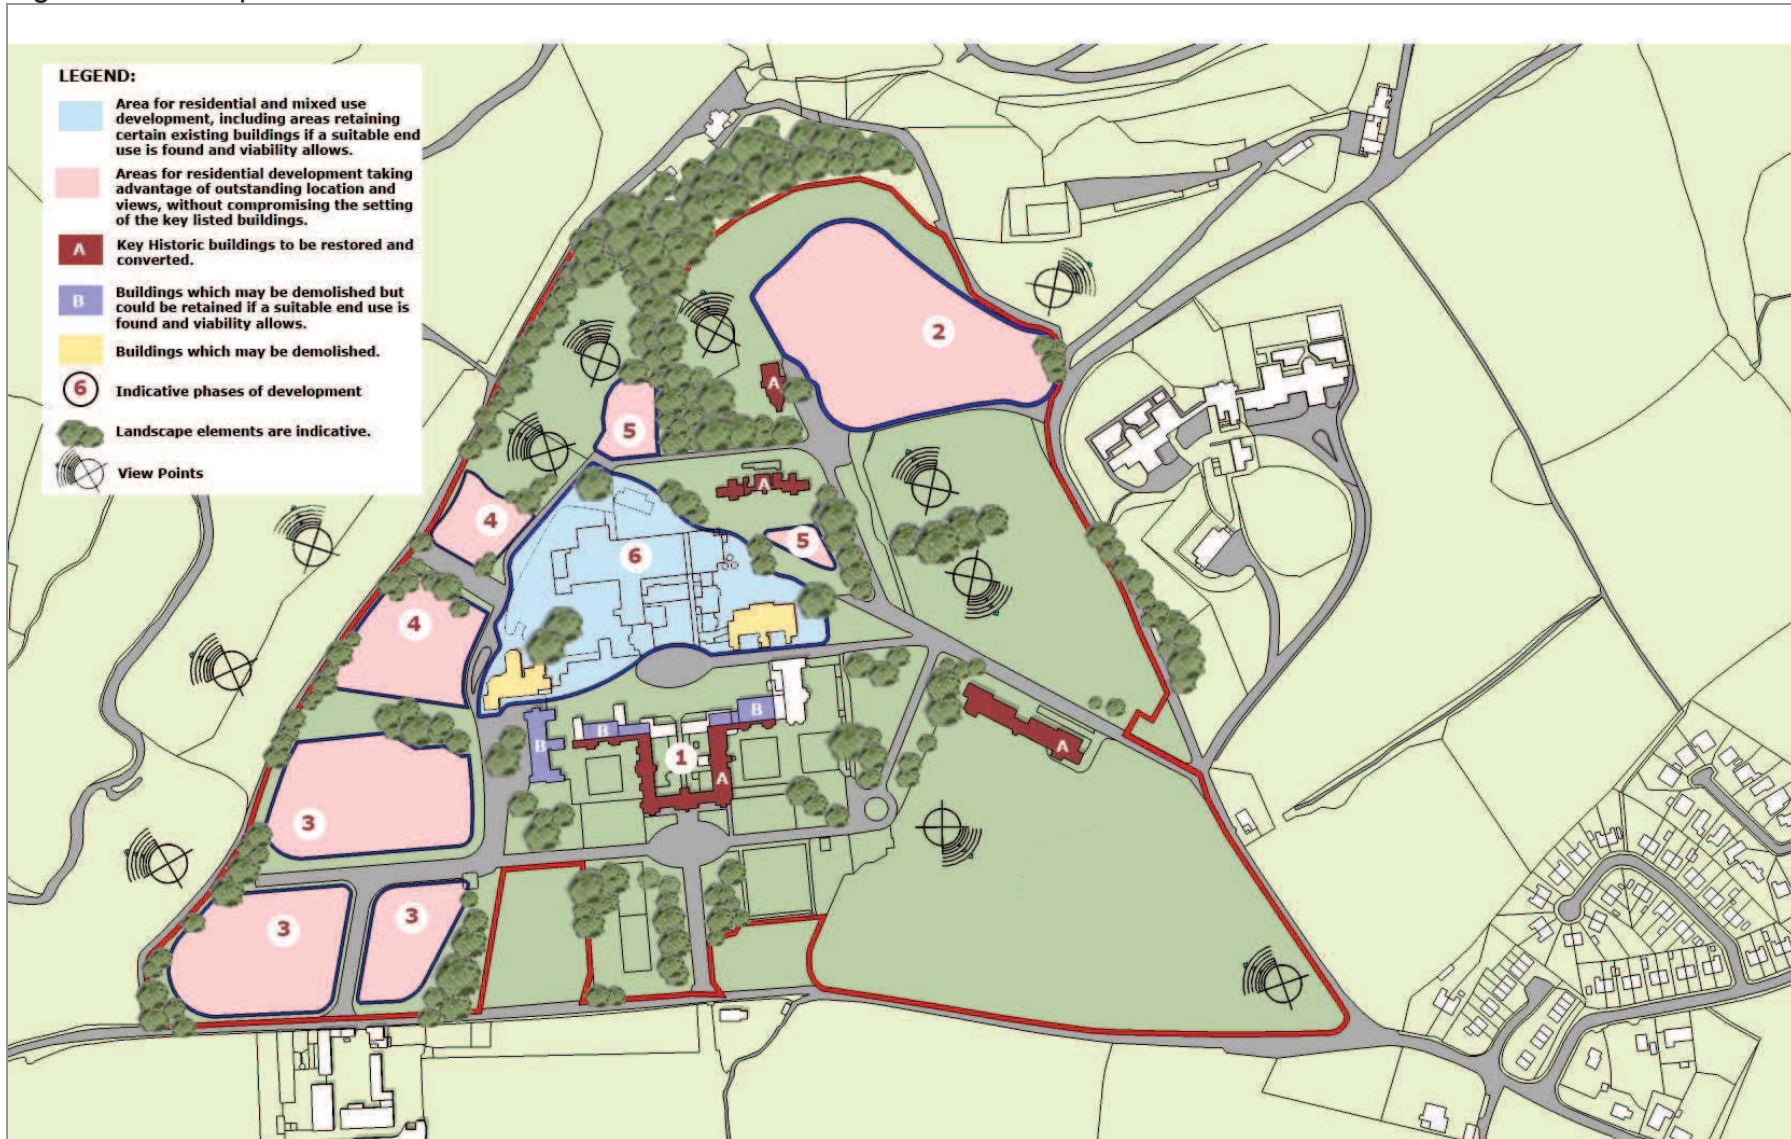 LEGEND:
Area for residential and mixed use
development, including areas retaining
certain existing buildings if a suitable end
use is found and viability allows.
Areas for residential development taking
advantage of outstanding location and
views, without compromising the setting
of the key listed buildings.
A
Key Historic buildings to be restored and
converted.
B
Buildings which may be demolished but
could be retained if a suitable end use is
found and viability allows.
Buildings which may be demolished.
6
Indicative phases of development
Landscape elements are indicative.
View Points
2
A
5
A
4
5
6
4
B
B
B
A
1
A
3
3
3